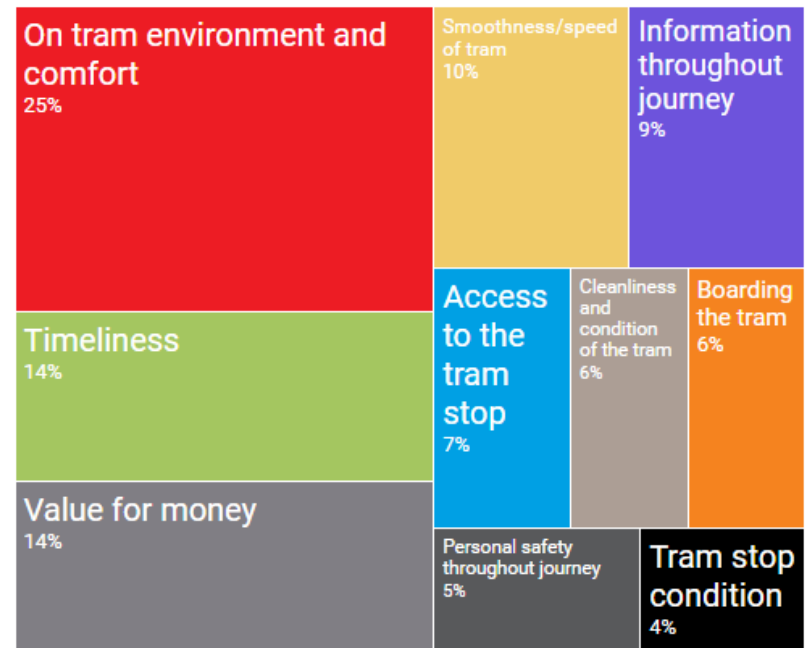 On tram environment and
comfort
25%
Smoothness/speed
of tram
10%
Information
throughout
journey
9%
Timeliness
14%
Access
to the
tram
stop
7%
Cleanliness
and
condition
of the tram
6%
Boarding
the tram
6%
Value for money
14%
Personal safety
throughout journey
5%
Tram stop
condition
4%